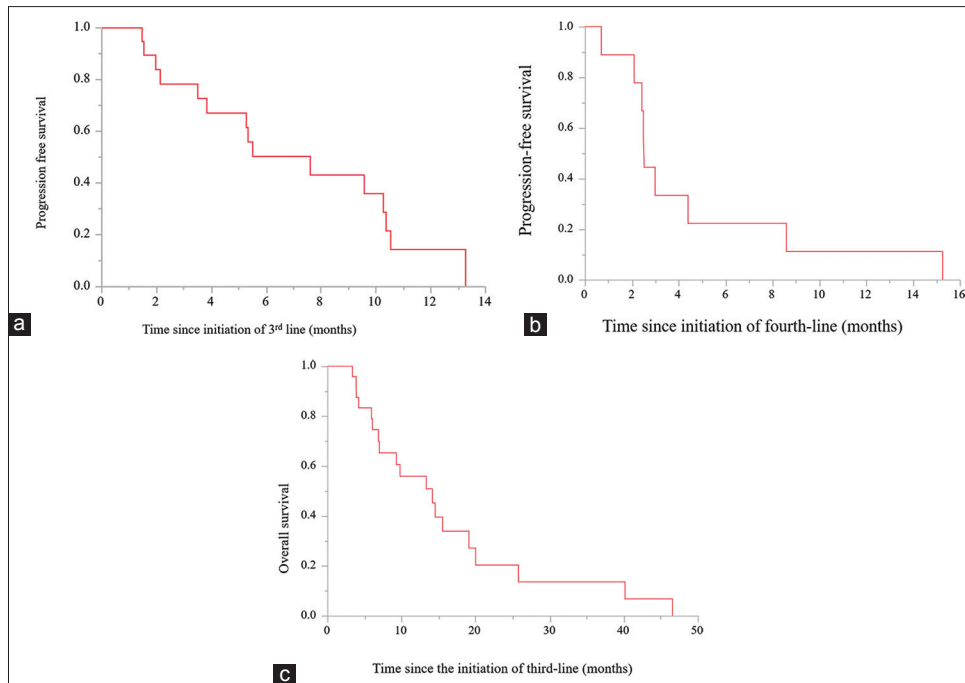 1.0
0.8
0.6
0.4
0.2
0.0
Progression free survival
0 2 4 6 8 10 12 14
Time since initiation of 3rd line (months)
a
1.0
0.8
0.6
0.4
0.2
0.0
Progression-free survival
0 2 4 6 8 10 12 14 16
Time since initiation of fourth-line (months)
b
1.0
0.8
0.6
0.4
0.2
0.0
Overall survival
0 10 20 30 40 50
Time since the initiation of third-line (months)
c